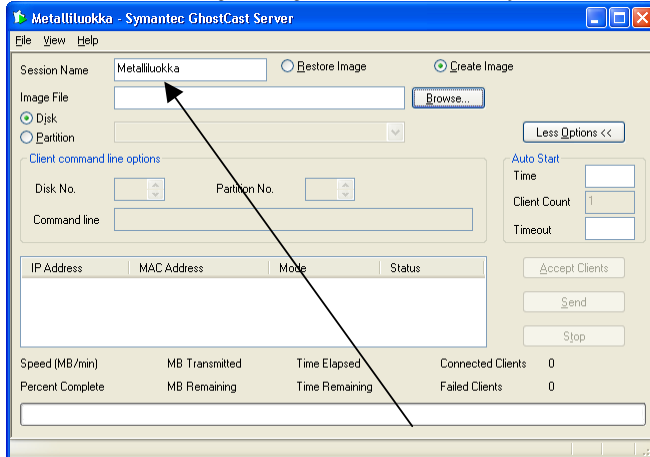 Metalliluokka - Symantec GhostCast Server
File View Help
Session Name Metalliluokka Restore Image Create Image
Image File Browse...
Disk
Partition Less Options <<
Client command line options Auto Start
Time
Disk No. Partition No.
Client Count 1
Command line
Timeout
IP Address MAC Address Mode Status
Accept Clients
Send
Stop
Speed (MB/min) MB Transmitted Time Elapsed Connected Clients 0
Percent Complete MB Remaining Time Remaining Failed Clients 0